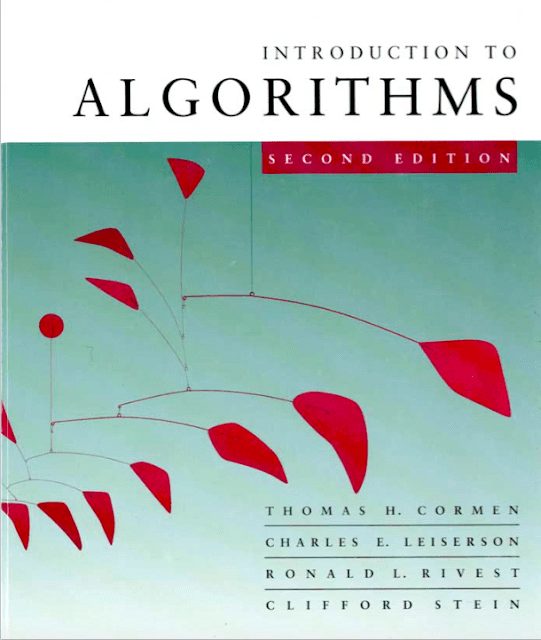 INTRODUCTION TO
ALGORITHMS
SECOND EDITION
THOMAS H. CORMEN
CHARLES E. LEISERSON
RONALD L. RIVEST
CLIFFORD STEIN